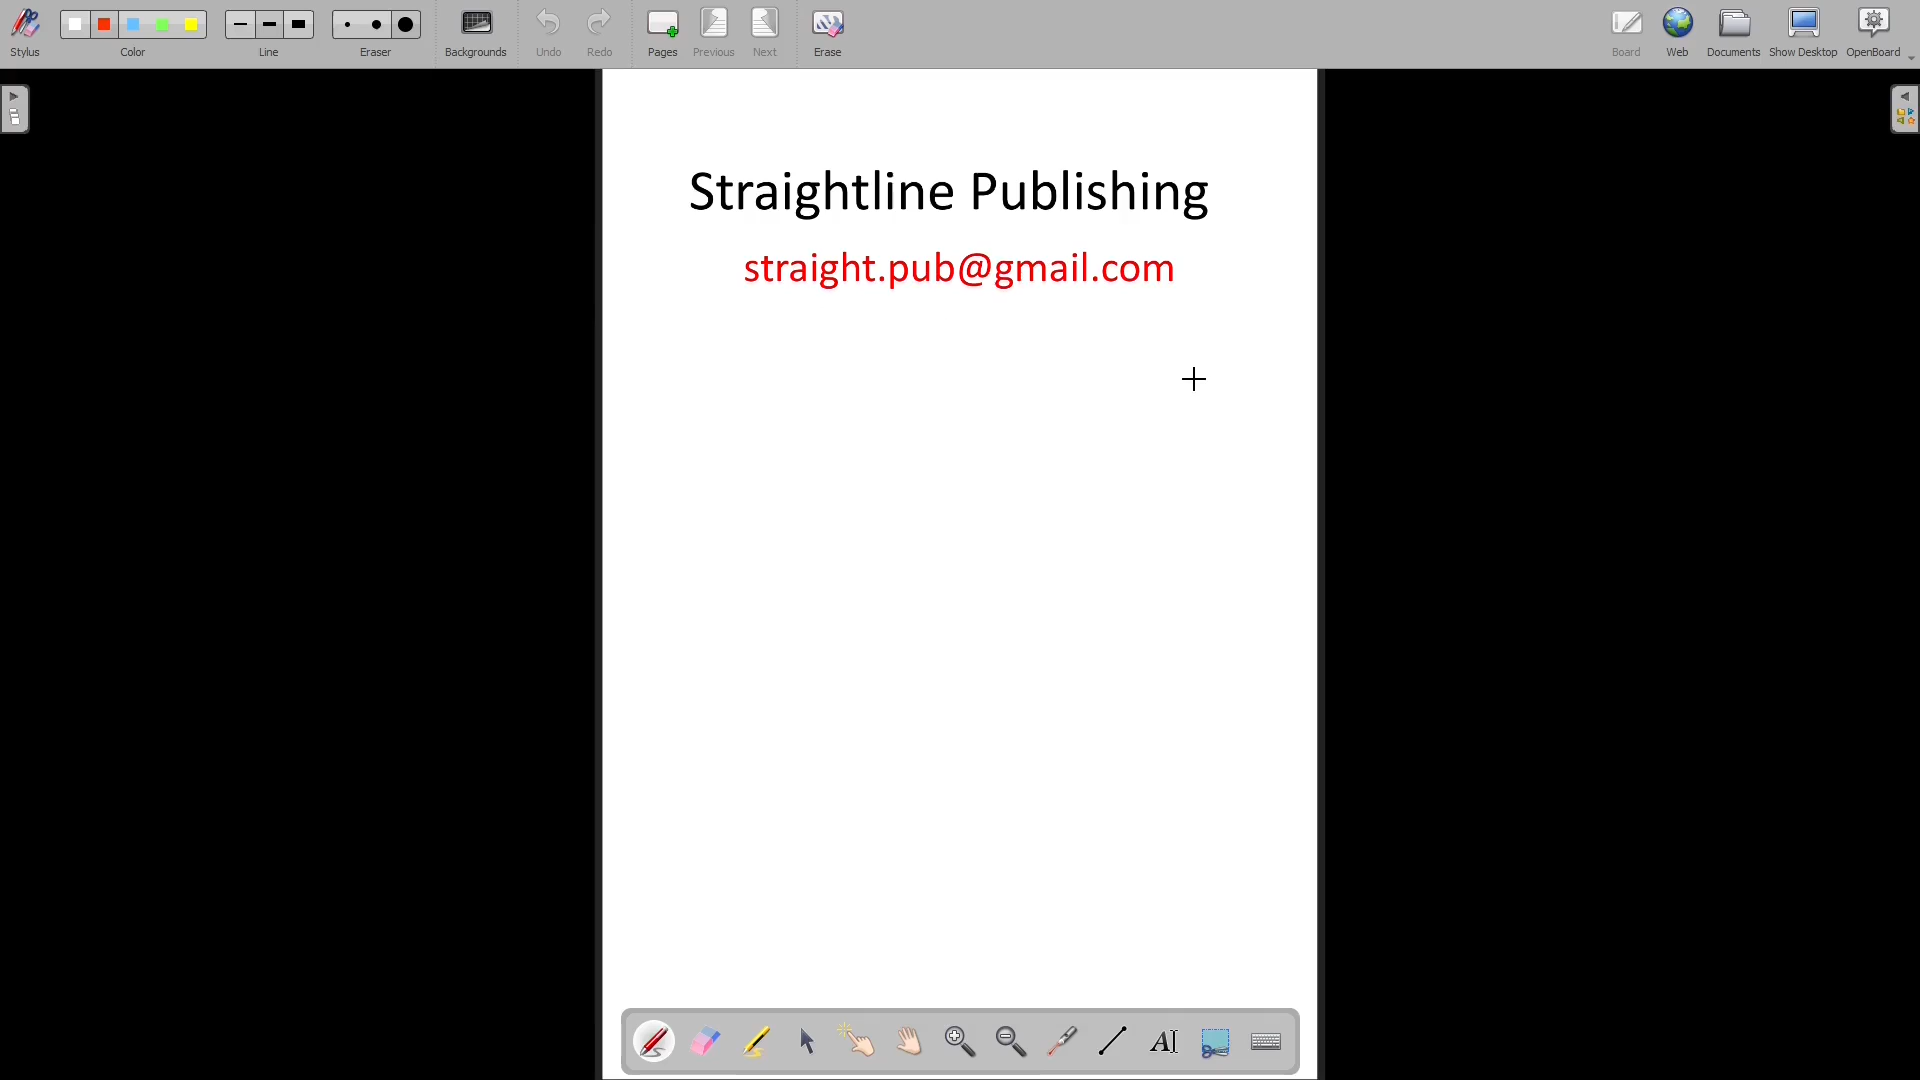 Stylus
Color
Line
Eraser
Backgrounds
Undo
Redo
Pages
Previous
Next
Erase
Board
Web
Documents
Show Desktop
OpenBoard
Straightline Publishing
straight.pub@gmail.com
AI